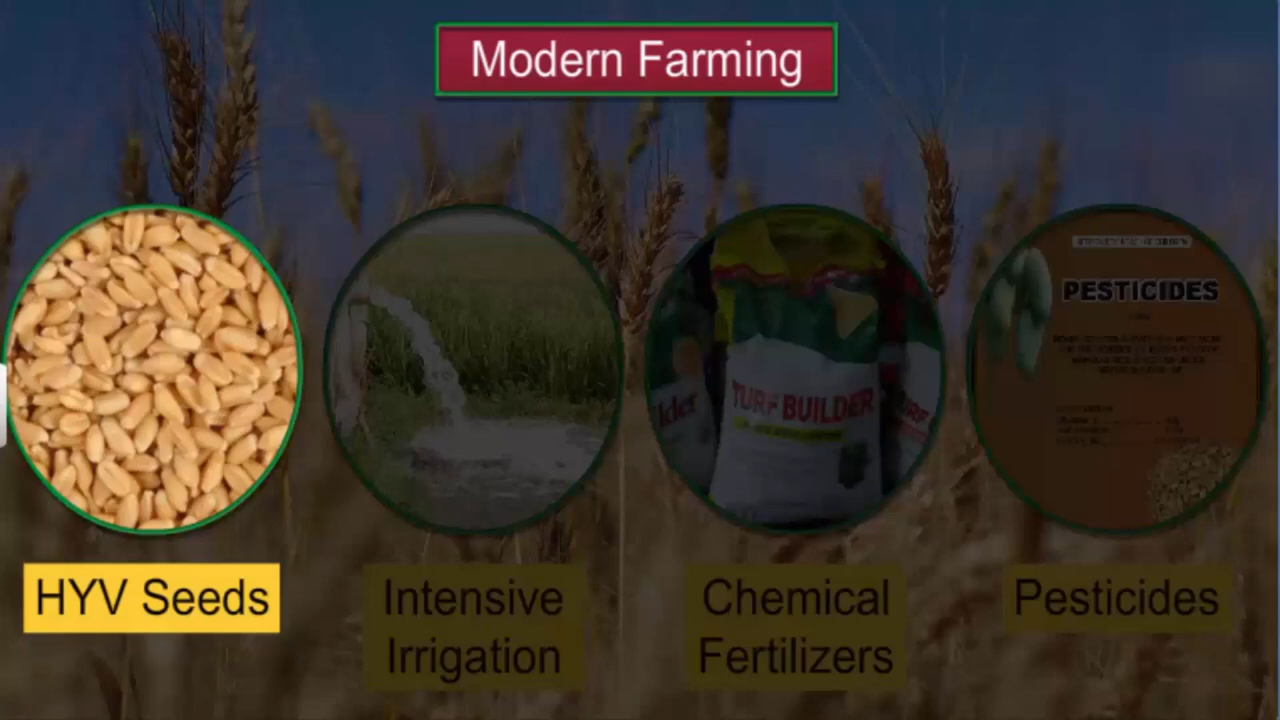 Modern Farming
HYV Seeds
Intensive
Irrigation
Chemical
Fertilizers
Pesticides
TURF BUILDER
PESTICIDES